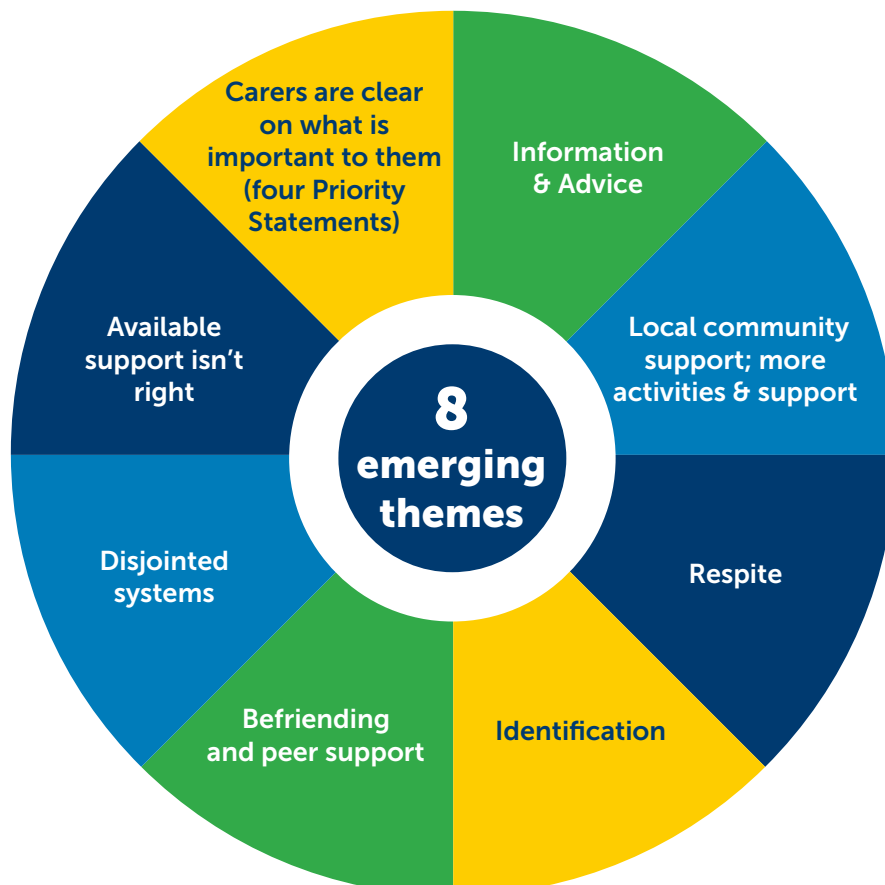 Carers are clear
on what is
important to them
(four Priority
Statements)
Information
& Advice
Local community
support; more
activities & support
Respite
Identification
Befriending
and peer support
Disjointed
systems
Available
support isn't
right
8
emerging
themes